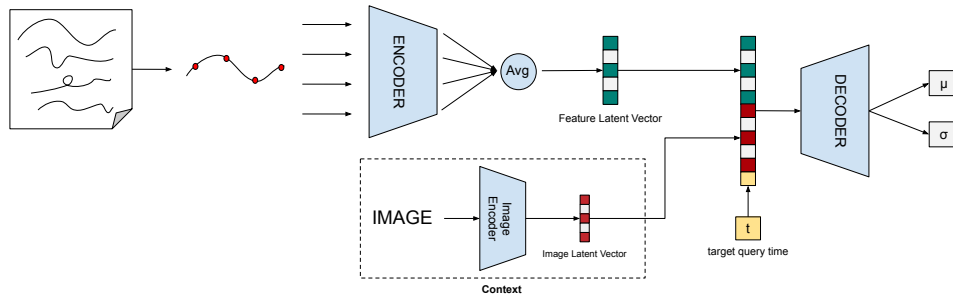 ENCODER
Avg
Feature Latent Vector
DECODER
μ
σ
IMAGE
Image
Encoder
Image Latent Vector
t
target query time
Context